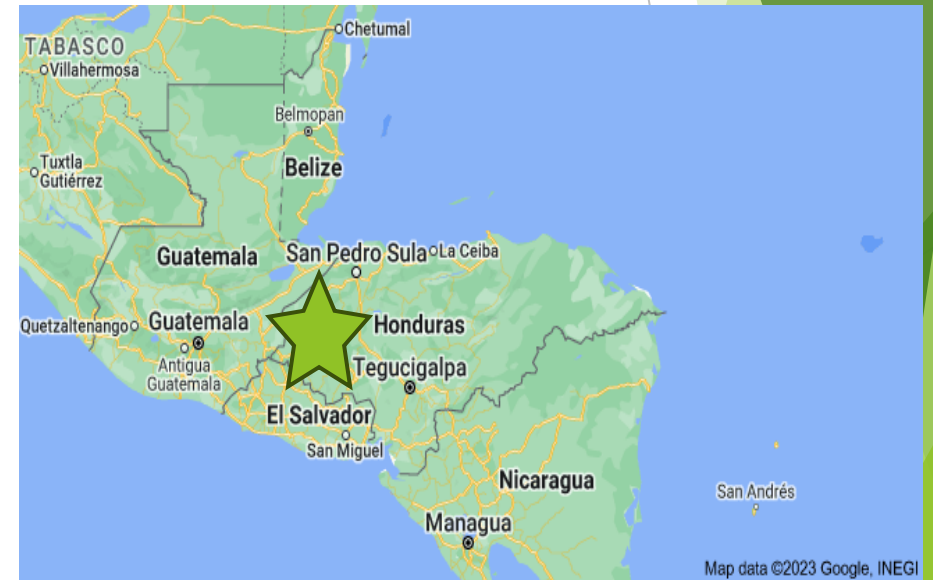 Chetumal
TABASCO
Villahermosa
Belmopan
Tuxtla
Gutiérrez
Belize
Guatemala
San Pedro Sula
La Ceiba
Quetzaltenango
Guatemala
Honduras
Antigua
Guatemala
Tegucigalpa
El Salvador
San Miguel
Nicaragua
San Andrés
Managua
Map data ©2023 Google, INEGI